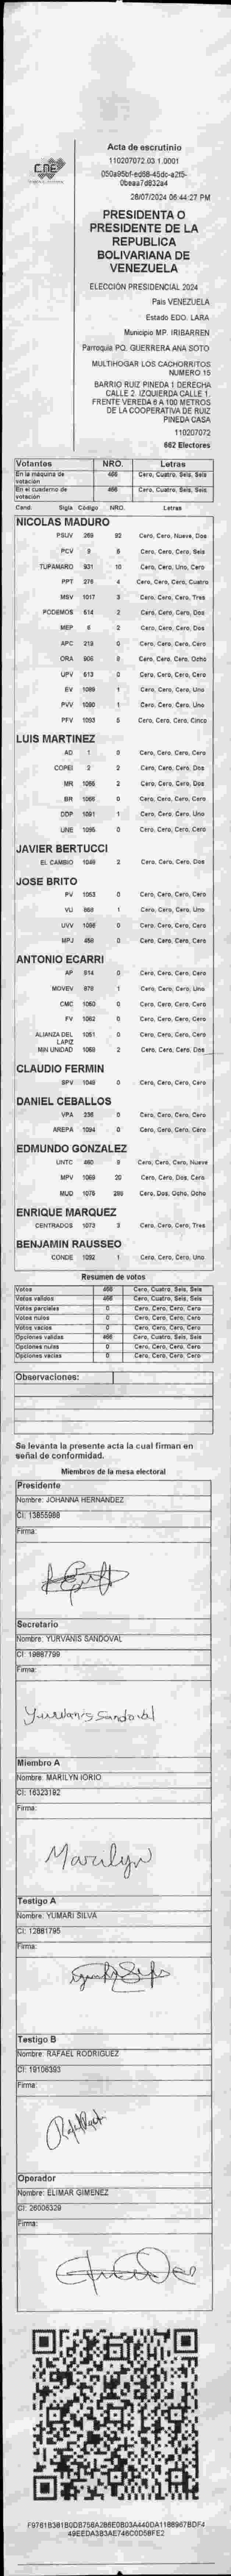 CNE
Acta de escrutinio
110207072.03.1.0001
28/07/2024 06:44:27 PM
PRESIDENTA O
PRESIDENTE DE LA
REPUBLICA
BOLIVARIANA DE
VENEZUELA
ELECCIÓN PRESIDENCIAL 2024
Pais VENEZUELA
Estado EDO. LARA
Municipio MP. IRIBARREN
Parroquia PQ. GUERRERA ANA SOTO
MULTIHOGAR LOS CACHORRITOS
NUMERO 15
BARRIO RUIZ PINEDA 1 DERECHA
CALLE 2. IZQUIERDA CALLE 1.
FRENTE VEREDA 8 A 100 METROS
DE LA COOPERATIVA DE RUIZ
PINEDA CASA
110207072
662 Electores
Votantes NRO. Letras
En la máquina de votación 466 Cero, Cuatro, Seis, Seis
En el cuaderno de votación 466 Cero, Cuatro, Seis, Seis
Cand. Sigla Código NRO. Letras
NICOLAS MADURO
PSUV 269 92 Cero, Cero, Nueve, Dos
PCV 9 6 Cero, Cero, Cero, Seis
TUPAMARO 931 10 Cero, Cero, Uno, Cero
PPT 276 4 Cero, Cero, Cero, Cuatro
MSV 1017 3 Cero, Cero, Cero, Tres
PODEMOS 614 2 Cero, Cero, Cero, Dos
MEP 6 2 Cero, Cero, Cero, Dos
APC 219 0 Cero, Cero, Cero, Cero
ORA 906 8 Cero, Cero, Cero, Ocho
UPV 613 0 Cero, Cero, Cero, Cero
EV 1089 1 Cero, Cero, Cero, Uno
PVV 1090 1 Cero, Cero, Cero, Uno
PFV 1093 5 Cero, Cero, Cero, Cinco
LUIS MARTINEZ
AD 1 0 Cero, Cero, Cero, Cero
COPEI 2 2 Cero, Cero, Cero, Dos
MR 1056 2 Cero, Cero, Cero, Dos
BR 1066 0 Cero, Cero, Cero, Cero
DDP 1091 1 Cero, Cero, Cero, Uno
UNE 1095 0 Cero, Cero, Cero, Cero
JAVIER BERTUCCI
EL CAMBIO 1049 2 Cero, Cero, Cero, Dos
JOSE BRITO
PV 1053 0 Cero, Cero, Cero, Cero
VU 868 1 Cero, Cero, Cero, Uno
UVV 1096 0 Cero, Cero, Cero, Cero
MPJ 458 0 Cero, Cero, Cero, Cero
ANTONIO ECARRI
AP 914 0 Cero, Cero, Cero, Cero
MOVEV 878 1 Cero, Cero, Cero, Uno
CMC 1060 0 Cero, Cero, Cero, Cero
FV 1062 0 Cero, Cero, Cero, Cero
ALIANZA DEL LAPIZ 1051 0 Cero, Cero, Cero, Cero
MIN UNIDAD 1068 2 Cero, Cero, Cero, Dos
CLAUDIO FERMIN
SPV 1048 0 Cero, Cero, Cero, Cero
DANIEL CEBALLOS
VPA 236 0 Cero, Cero, Cero, Cero
AREPA 1094 0 Cero, Cero, Cero, Cero
EDMUNDO GONZALEZ
UNTC 460 9 Cero, Cero, Cero, Nueve
MPV 1069 20 Cero, Cero, Dos, Cero
MUD 1076 288 Cero, Dos, Ocho, Ocho
ENRIQUE MARQUEZ
CENTRADOS 1073 3 Cero, Cero, Cero, Tres
BENJAMIN RAUSSEO
CONDE 1092 1 Cero, Cero, Cero, Uno
Resumen de votos
Votos 466 Cero, Cuatro, Seis, Seis
Votos validos 466 Cero, Cuatro, Seis, Seis
Votos parciales 0 Cero, Cero, Cero, Cero
Votos nulos 0 Cero, Cero, Cero, Cero
Votos vacios 0 Cero, Cero, Cero, Cero
Opciones validas 466 Cero, Cuatro, Seis, Seis
Opciones nulas 0 Cero, Cero, Cero, Cero
Opciones vacias 0 Cero, Cero, Cero, Cero
Observaciones:
Se levanta la presente acta la cual firman en
señal de conformidad.
Miembros de la mesa electoral
Presidente
Nombre: JOHANNA HERNANDEZ
CI: 13855988
Firma:
Secretario
Nombre: YURVANIS SANDOVAL
CI: 19887799
Firma:
Yurvanis Sandoval
Miembro A
Nombre: MARILYN IORIO
CI: 16323192
Firma:
Marilyn
Testigo A
Nombre: YUMARI SILVA
CI: 12881795
Firma:
Testigo B
Nombre: RAFAEL RODRIGUEZ
CI: 19106393
Firma:
Operador
Nombre: ELIMAR GIMENEZ
CI: 26006329
Firma: